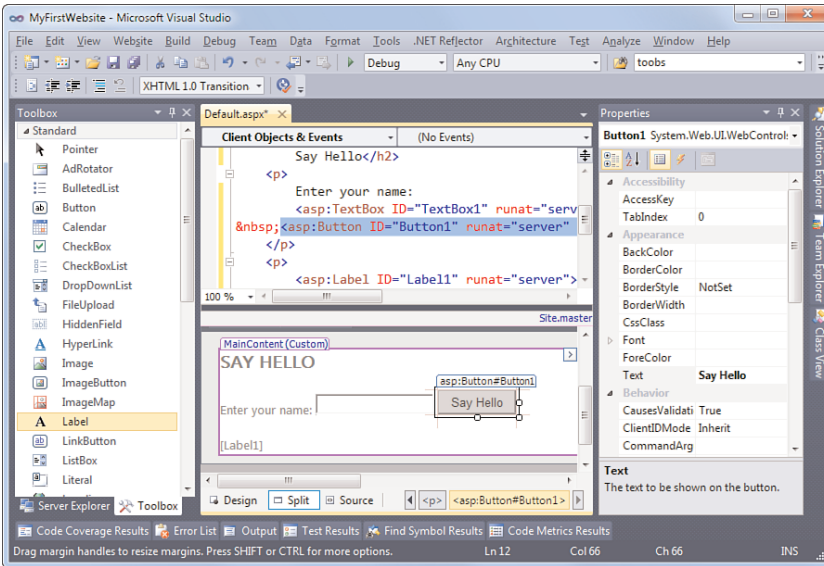 MyFirstWebsite - Microsoft Visual Studio
File Edit View Website Build Debug Team Data Format Tools .NET Reflector Architecture Test Analyze Window Help
Debug Any CPU toobs
XHTML 1.0 Transition
Toolbox
Standard
Pointer
AdRotator
BulletedList
Button
Calendar
CheckBox
CheckBoxList
DropDownList
FileUpload
HiddenField
HyperLink
Image
ImageButton
ImageMap
Label
LinkButton
ListBox
Literal
Server Explorer Toolbox
Default.aspx*
Client Objects & Events (No Events)
Say Hello</h2>
<p>
Enter your name:
<asp:TextBox ID="TextBox1" runat="serv
&nbsp;<asp:Button ID="Button1" runat="server"
</p>
<p>
<asp:Label ID="Label1" runat="server">
100 %
Site.master
MainContent (Custom)
SAY HELLO
asp:Button#Button1
Enter your name: Say Hello
[Label1]
Design Split Source <p> <asp:Button#Button1>
Properties
Button1 System.Web.UI.WebControls
Accessibility
AccessKey
TabIndex 0
Appearance
BackColor
BorderColor
BorderStyle NotSet
BorderWidth
CssClass
Font
ForeColor
Text Say Hello
Behavior
CausesValidati True
ClientIDMode Inherit
CommandArg
Text
The text to be shown on the button.
Solution Explorer
Team Explorer
Class View
Code Coverage Results Error List Output Test Results Find Symbol Results Code Metrics Results
Drag margin handles to resize margins. Press SHIFT or CTRL for more options. Ln 12 Col 66 Ch 66 INS